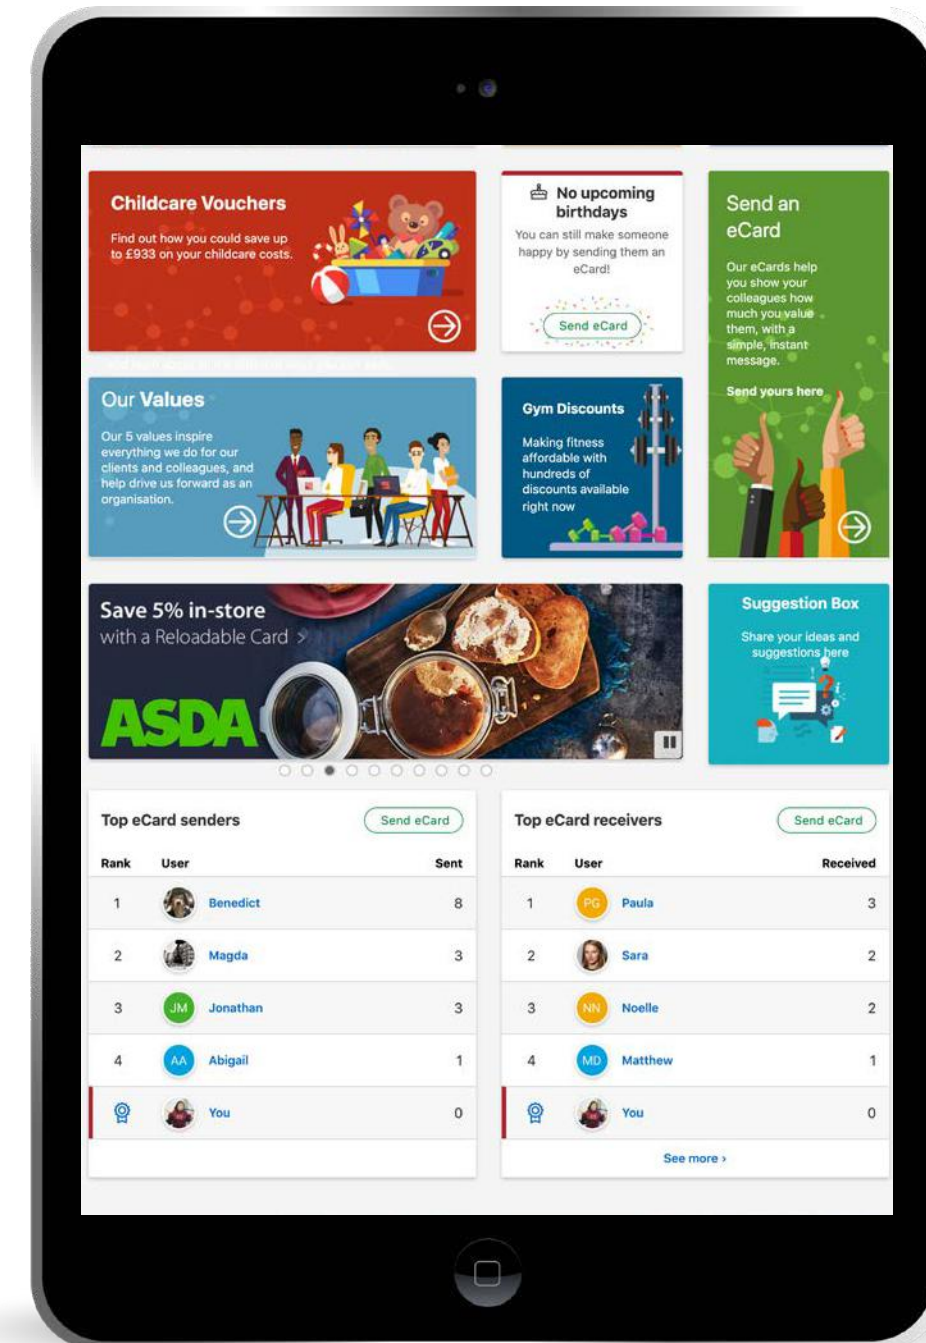 Childcare Vouchers
Find out how you could save up
to £933 on your childcare costs.
No upcoming
birthdays
You can still make someone
happy by sending them an
eCard!
Send eCard
Send an
eCard
Our eCards help
you show your
colleagues how
much you value
them, with a
simple, instant
message.
Send yours here
Our Values
Our 5 values inspire
everything we do for our
clients and colleagues, and
help drive us forward as an
organisation.
Gym Discounts
Making fitness
affordable with
hundreds of
discounts available
right now
Save 5% in-store
with a Reloadable Card >
ASDA
Suggestion Box
Share your ideas and
suggestions here
Top eCard senders Send eCard
Rank User Sent
1 Benedict 8
2 Magda 3
3 JM Jonathan 3
4 AA Abigail 1
You 0
Top eCard receivers Send eCard
Rank User Received
1 PG Paula 3
2 Sara 2
3 NN Noelle 2
4 MD Matthew 1
You 0
See more ›